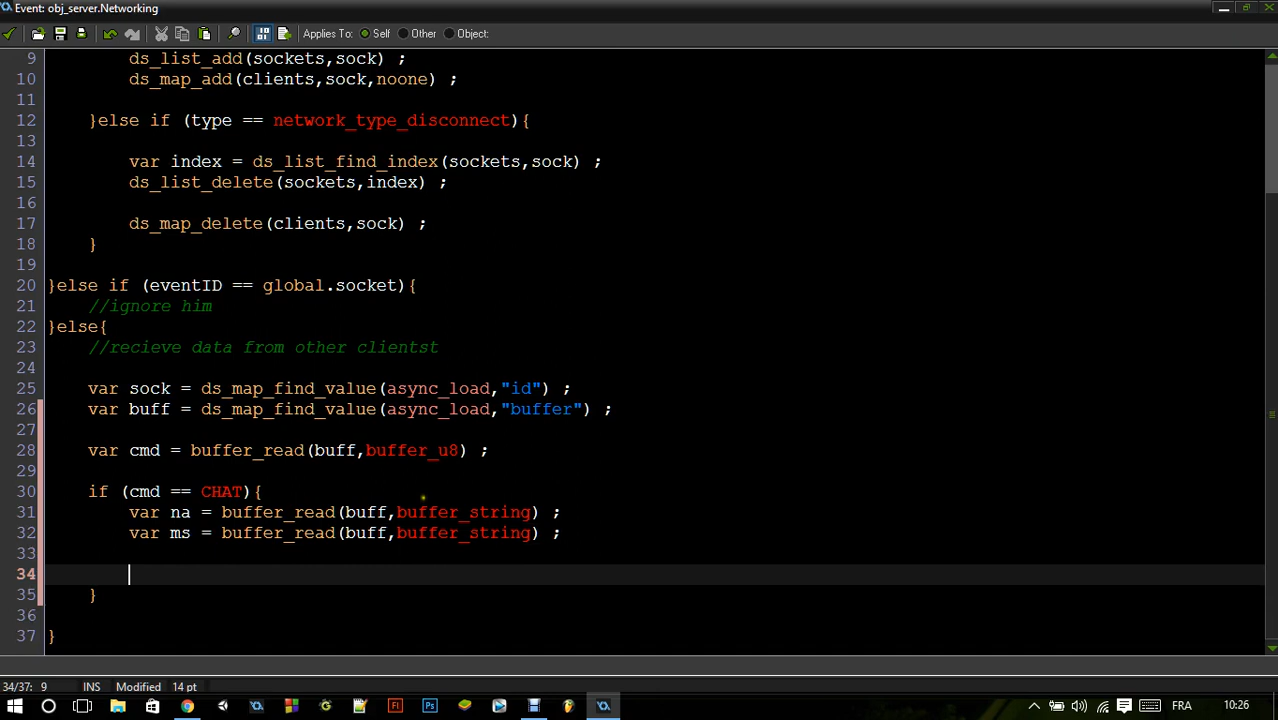 Event: obj_server.Networking
Applies To: Self Other Object:
9 ds_list_add(sockets,sock) ;
10 ds_map_add(clients,sock,noone) ;
11
12 }else if (type == network_type_disconnect){
13
14 var index = ds_list_find_index(sockets,sock) ;
15 ds_list_delete(sockets,index) ;
16
17 ds_map_delete(clients,sock) ;
18 }
19
20 }else if (eventID == global.socket){
21 //ignore him
22 }else{
23 //recieve data from other clientst
24
25 var sock = ds_map_find_value(async_load,"id") ;
26 var buff = ds_map_find_value(async_load,"buffer") ;
27
28 var cmd = buffer_read(buff,buffer_u8) ;
29
30 if (cmd == CHAT){
31 var na = buffer_read(buff,buffer_string) ;
32 var ms = buffer_read(buff,buffer_string) ;
33
34
35 }
36
37 }
34/37: 9 INS Modified 14 pt
Fl Ps FRA 10:26